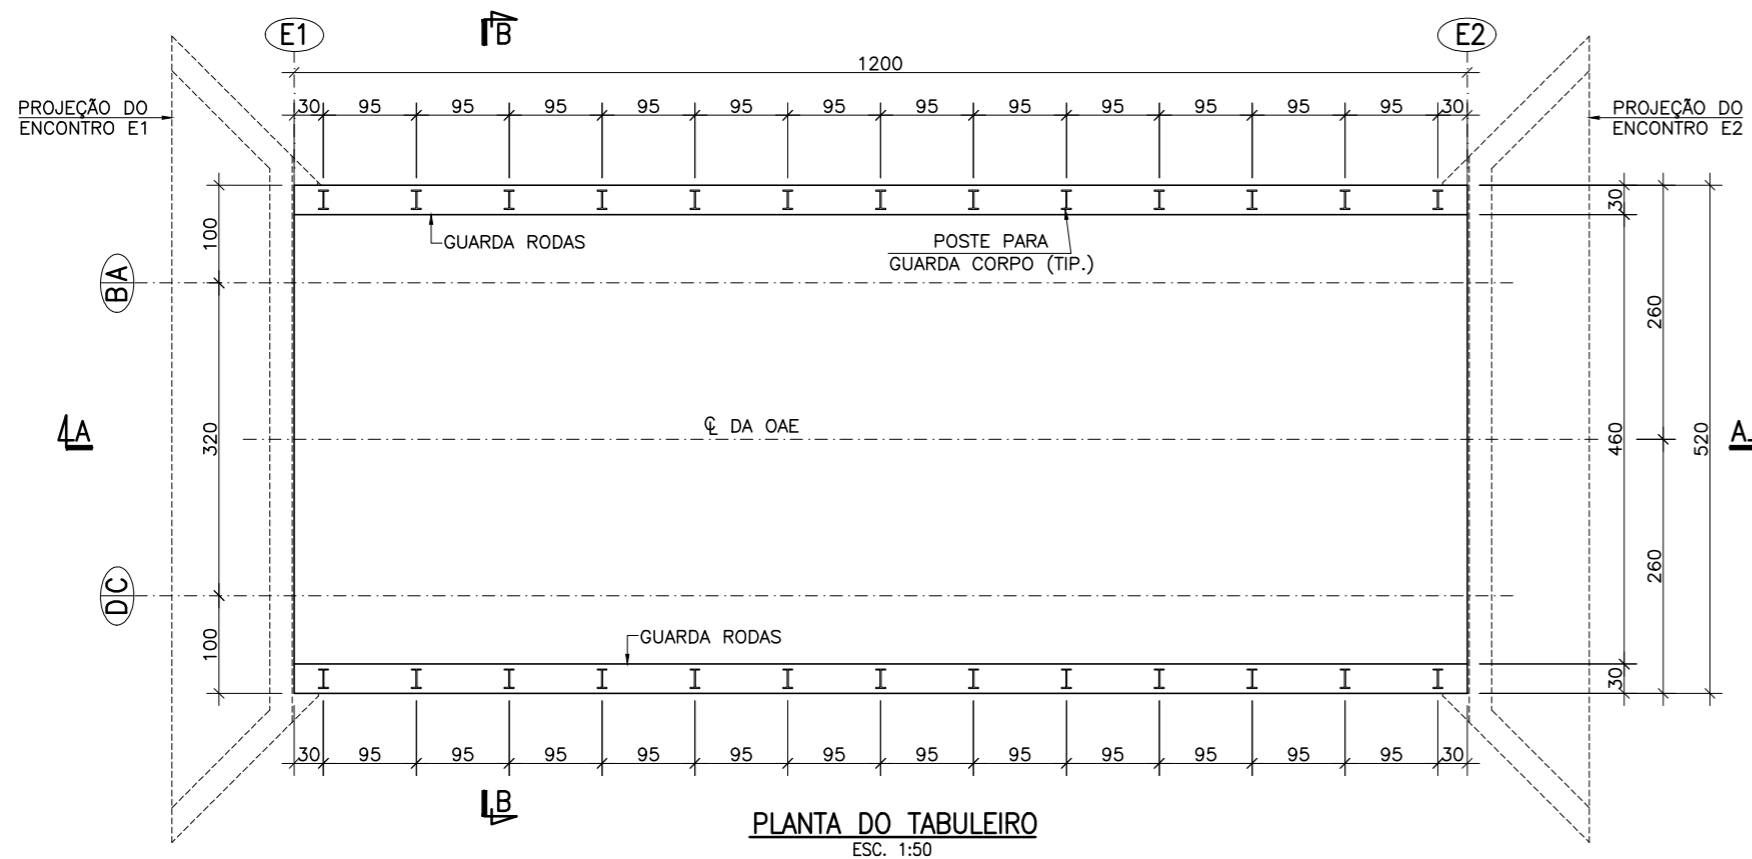 E1
B
E2
1200
30 95 95 95 95 95 95 95 95 95 95 95 95 30
PROJEÇÃO DO
ENCONTRO E1
PROJEÇÃO DO
ENCONTRO E2
100
30
GUARDA RODAS
POSTE PARA
GUARDA CORPO (TIP.)
BA
260
A
320
℄ DA OAE
460
520
A
DC
260
100
GUARDA RODAS
30
30 95 95 95 95 95 95 95 95 95 95 95 95 30
B
PLANTA DO TABULEIRO
ESC. 1:50